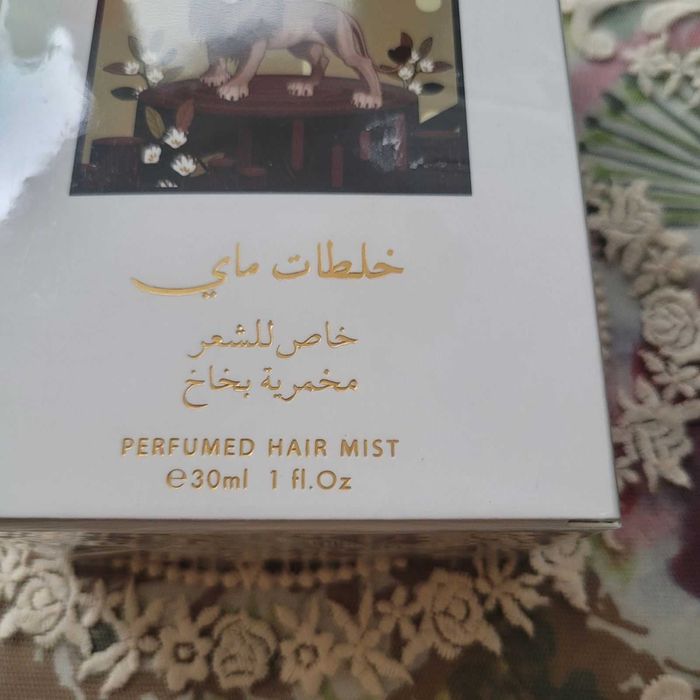 خلطات ماي
خاص للشعر
مخمرية بخاخ
PERFUMED HAIR MIST
℮30ml 1 fl.Oz